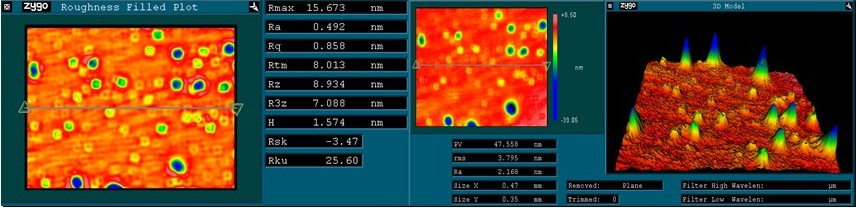 zygo Roughness Filled Plot
Rmax 15.673 nm
Ra 0.492 nm
Rq 0.858 nm
Rtm 8.013 nm
Rz 8.934 nm
R3z 7.088 nm
H 1.574 nm
Rsk -3.47
Rku 25.60
+8.50
nm
-39.06
PV 47.558 nm
rms 3.795 nm
Ra 2.168 nm
Size X 0.47 mm
Size Y 0.35 mm
zygo 3D Model
Removed: Plane
Trimmed: 0
Filter High Wavelen: µm
Filter Low Wavelen: µm